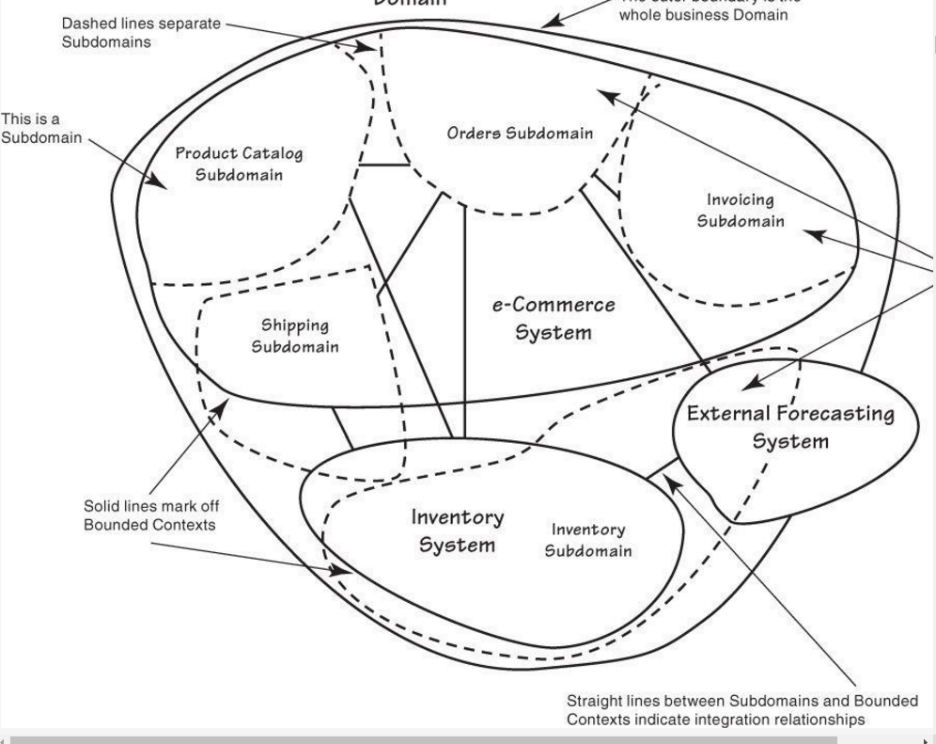 Domain
The outer boundary is the
whole business Domain
Dashed lines separate
Subdomains
This is a
Subdomain
Product Catalog
Subdomain
Orders Subdomain
Invoicing
Subdomain
e-Commerce
System
Shipping
Subdomain
External Forecasting
System
Solid lines mark off
Bounded Contexts
Inventory
System
Inventory
Subdomain
Straight lines between Subdomains and Bounded
Contexts indicate integration relationships